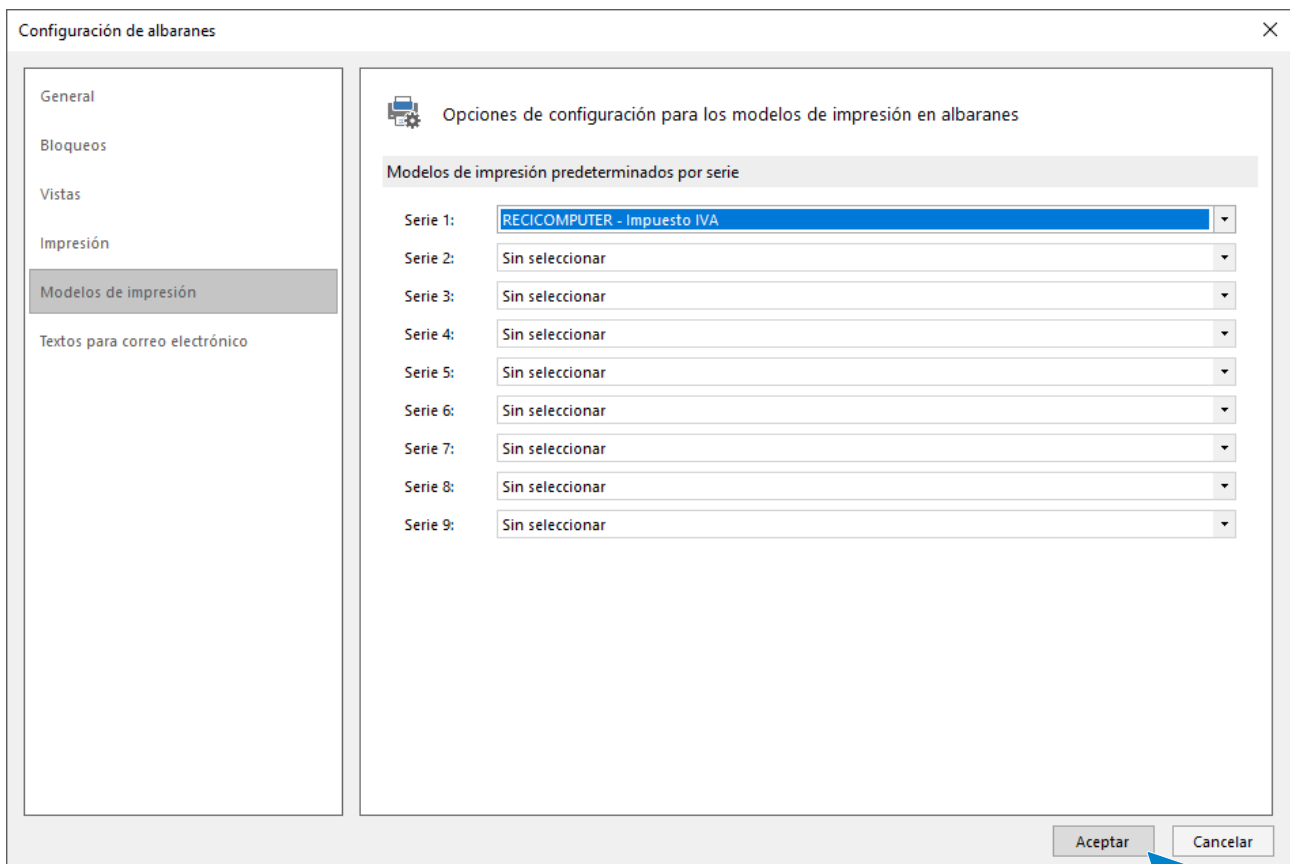 Configuración de albaranes
General
Bloqueos
Vistas
Impresión
Modelos de impresión
Textos para correo electrónico
Opciones de configuración para los modelos de impresión en albaranes
Modelos de impresión predeterminados por serie
Serie 1: RECICOMPUTER - Impuesto IVA
Serie 2: Sin seleccionar
Serie 3: Sin seleccionar
Serie 4: Sin seleccionar
Serie 5: Sin seleccionar
Serie 6: Sin seleccionar
Serie 7: Sin seleccionar
Serie 8: Sin seleccionar
Serie 9: Sin seleccionar
Aceptar Cancelar